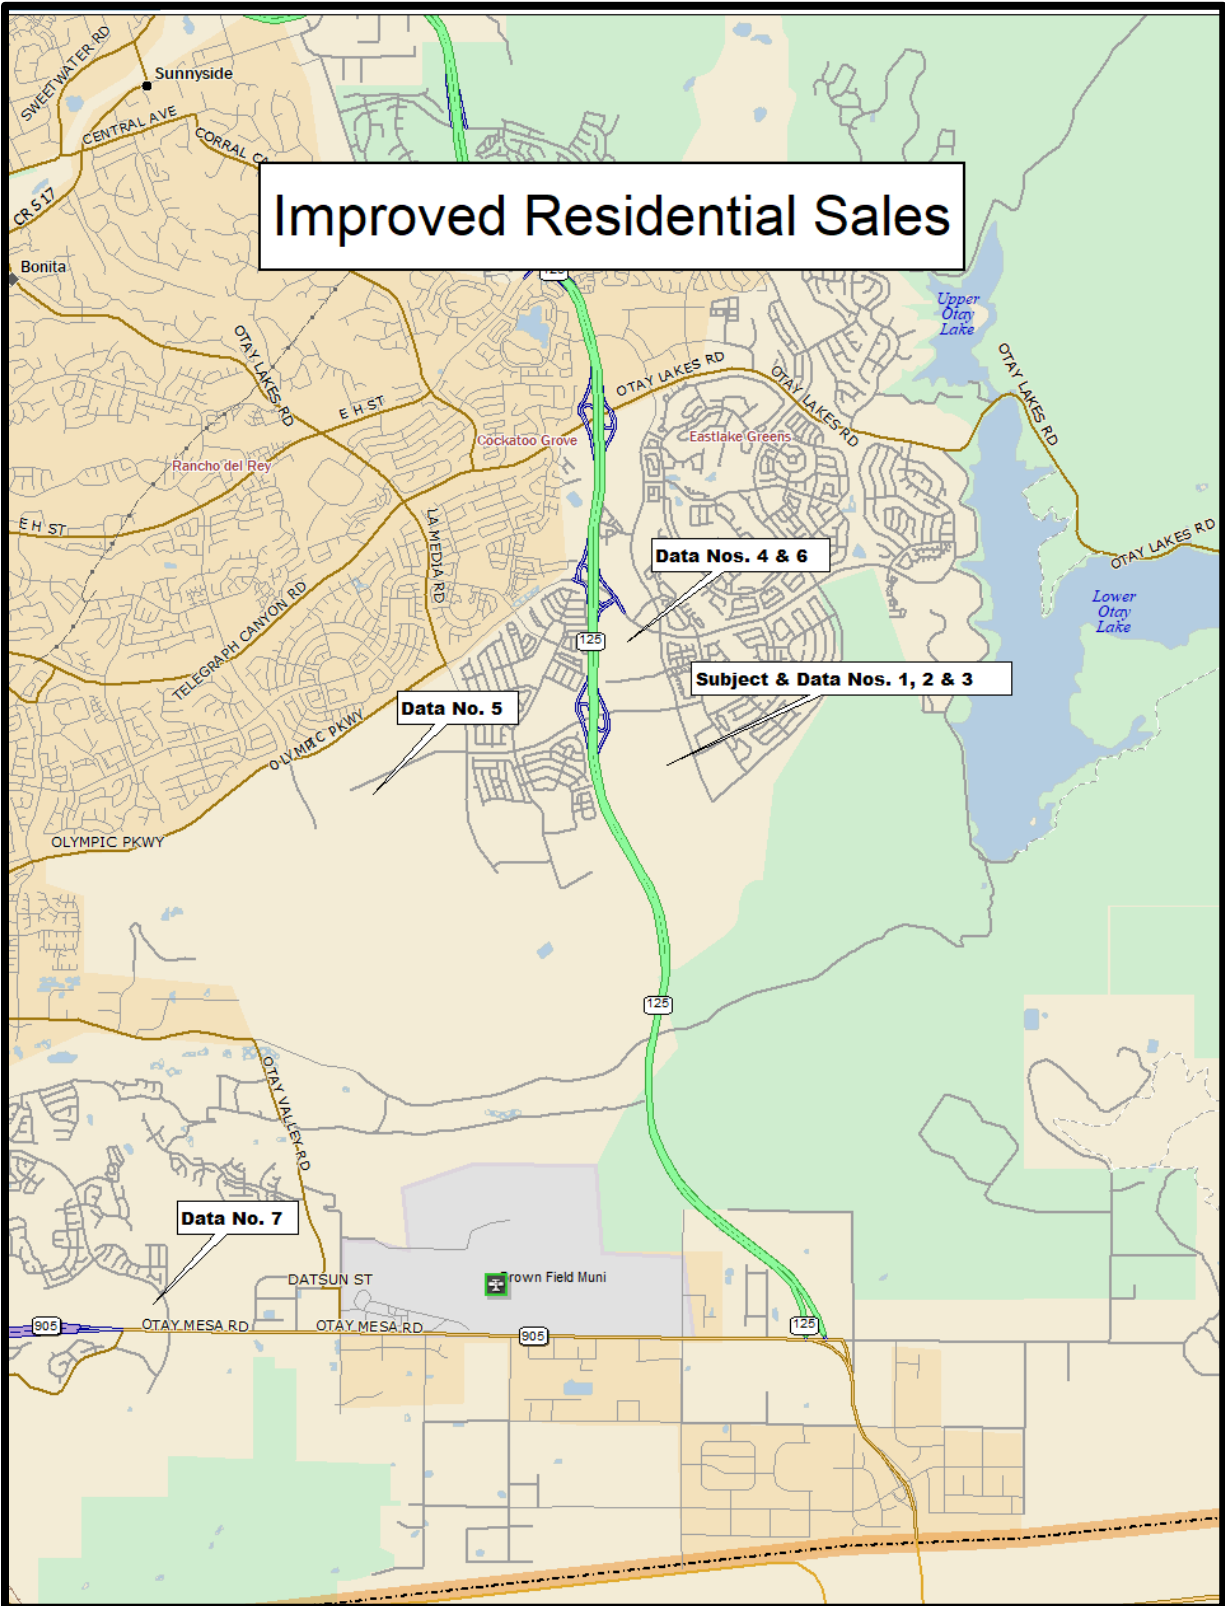 SWEETWATER RD
Sunnyside
CENTRAL AVE
CORRAL
CR S17
Improved Residential Sales
Bonita
125
Upper
Otay
Lake
OTAY LAKES RD
OTAY LAKES RD
OTAY LAKES RD
OTAY LAKES RD
E H ST
Cockatoo Grove
Eastlake Greens
Rancho del Rey
E H ST
LA MEDIA RD
OTAY LAKES RD
Data Nos. 4 & 6
TELEGRAPH CANYON RD
Lower
Otay
Lake
125
Subject & Data Nos. 1, 2 & 3
Data No. 5
OLYMPIC PKWY
OLYMPIC PKWY
125
OTAY VALLEY RD
Data No. 7
DATSUN ST
Brown Field Muni
905
OTAY MESA RD
OTAY MESA RD
905
125